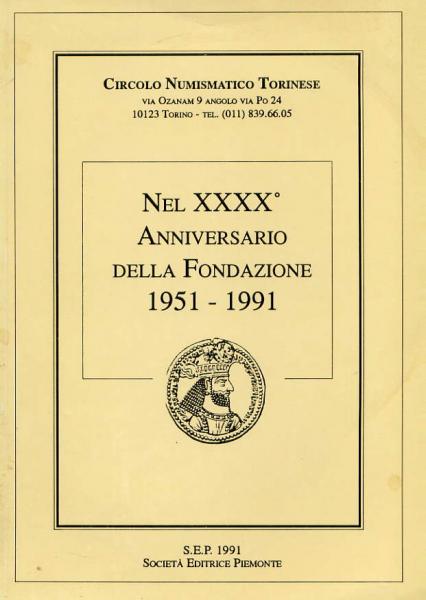 CIRCOLO NUMISMATICO TORINESE
VIA OZANAM 9 ANGOLO VIA PO 24
10123 TORINO - TEL. (011) 839.66.05
NEL XXXX°
ANNIVERSARIO
DELLA FONDAZIONE
1951 - 1991
S.E.P. 1991
SOCIETÀ EDITRICE PIEMONTE